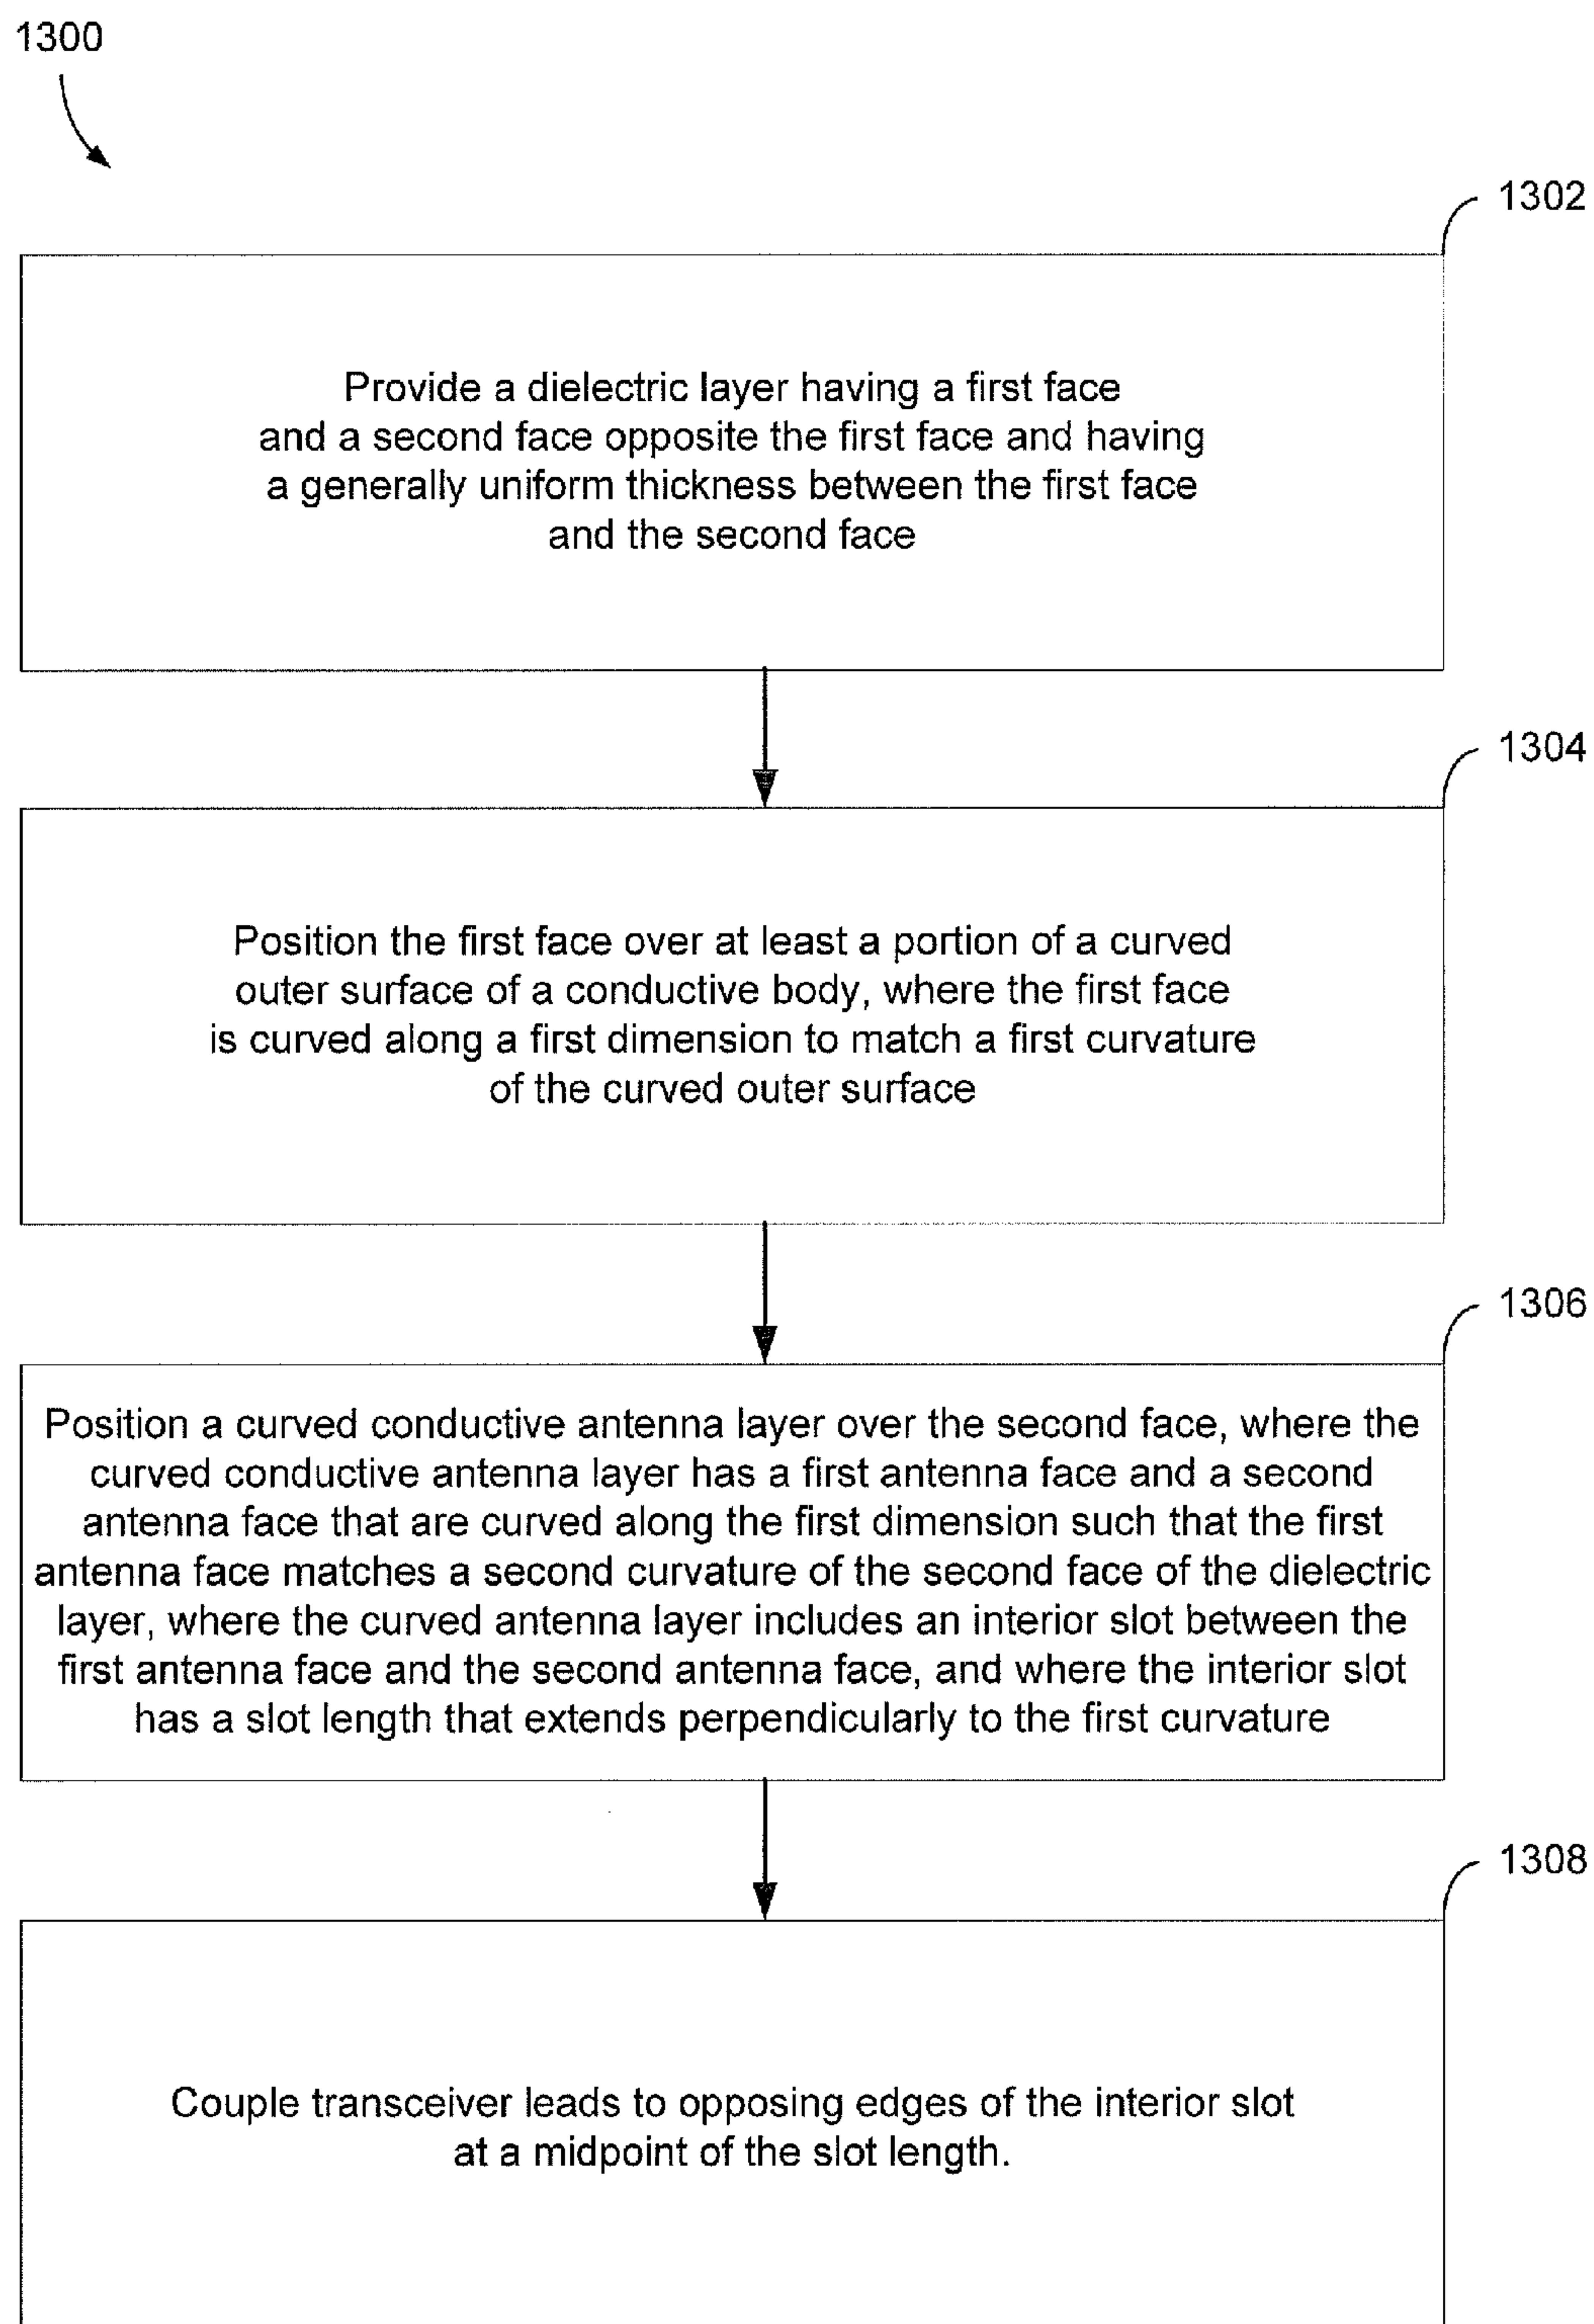 1300
1302
Provide a dielectric layer having a first face
and a second face opposite the first face and having
a generally uniform thickness between the first face
and the second face
1304
Position the first face over at least a portion of a curved
outer surface of a conductive body, where the first face
is curved along a first dimension to match a first curvature
of the curved outer surface
1306
Position a curved conductive antenna layer over the second face, where the
curved conductive antenna layer has a first antenna face and a second
antenna face that are curved along the first dimension such that the first
antenna face matches a second curvature of the second face of the dielectric
layer, where the curved antenna layer includes an interior slot between the
first antenna face and the second antenna face, and where the interior slot
has a slot length that extends perpendicularly to the first curvature
1308
Couple transceiver leads to opposing edges of the interior slot
at a midpoint of the slot length.